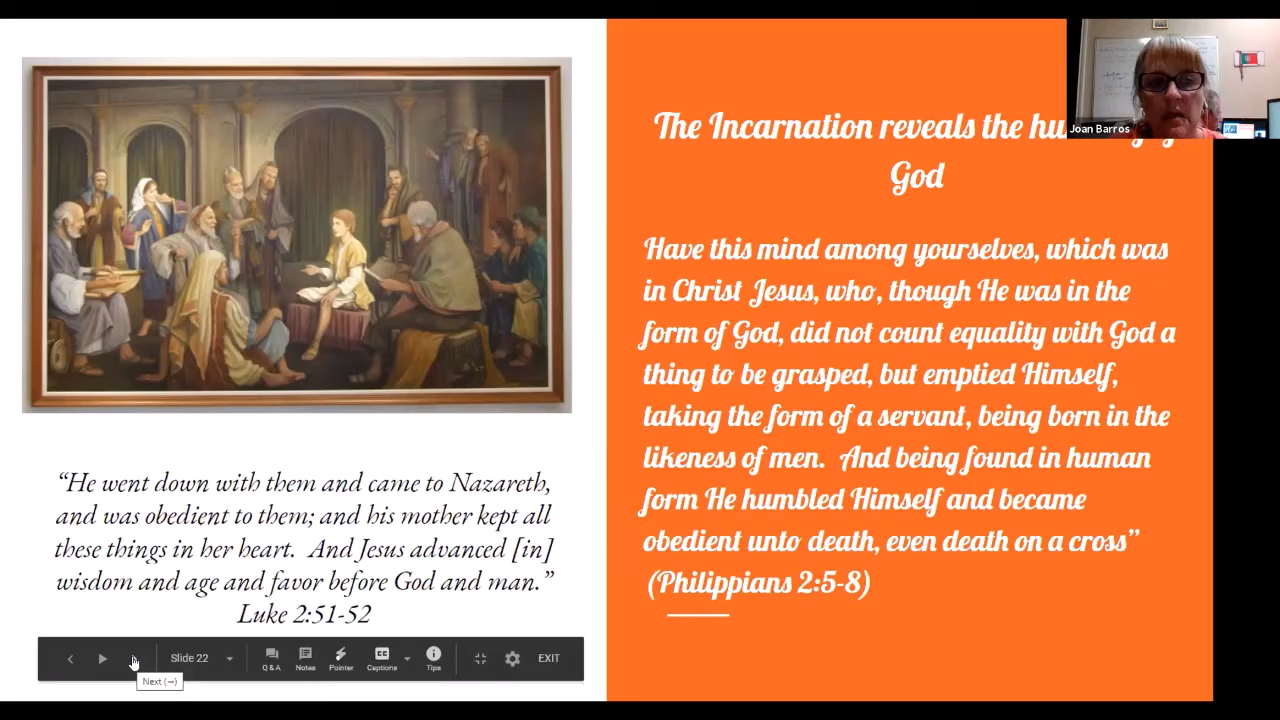 “He went down with them and came to Nazareth,
and was obedient to them; and his mother kept all
these things in her heart.  And Jesus advanced [in]
wisdom and age and favor before God and man.”
Luke 2:51-52
Slide 22
Q & A
Notes
Pointer
Captions
Tips
EXIT
Next (→)
The Incarnation reveals the
God
Have this mind among yourselves, which was
in Christ Jesus, who, though He was in the
form of God, did not count equality with God a
thing to be grasped, but emptied Himself,
taking the form of a servant, being born in the
likeness of men.  And being found in human
form He humbled Himself and became
obedient unto death, even death on a cross”
(Philippians 2:5-8)
Joan Barros